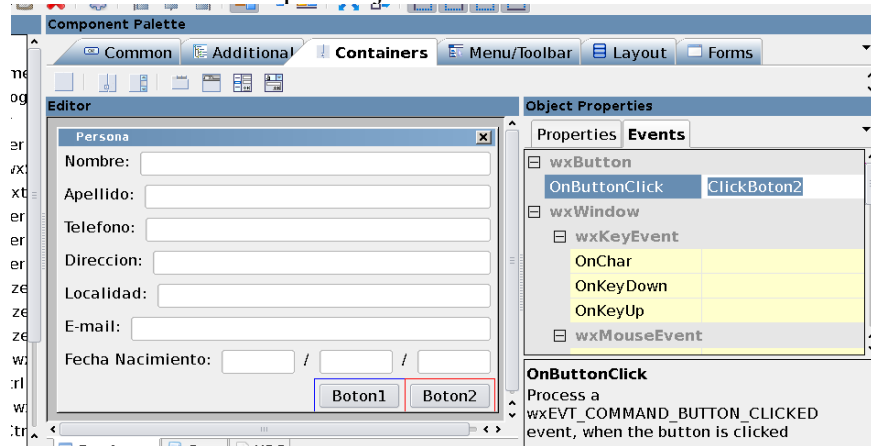 Component Palette
Common Additional Containers Menu/Toolbar Layout Forms
Editor
Persona
Nombre:
Apellido:
Telefono:
Direccion:
Localidad:
E-mail:
Fecha Nacimiento: / /
Boton1 Boton2
Object Properties
Properties Events
wxButton
OnButtonClick ClickBoton2
wxWindow
wxKeyEvent
OnChar
OnKeyDown
OnKeyUp
wxMouseEvent
OnButtonClick
Process a
wxEVT_COMMAND_BUTTON_CLICKED
event, when the button is clicked